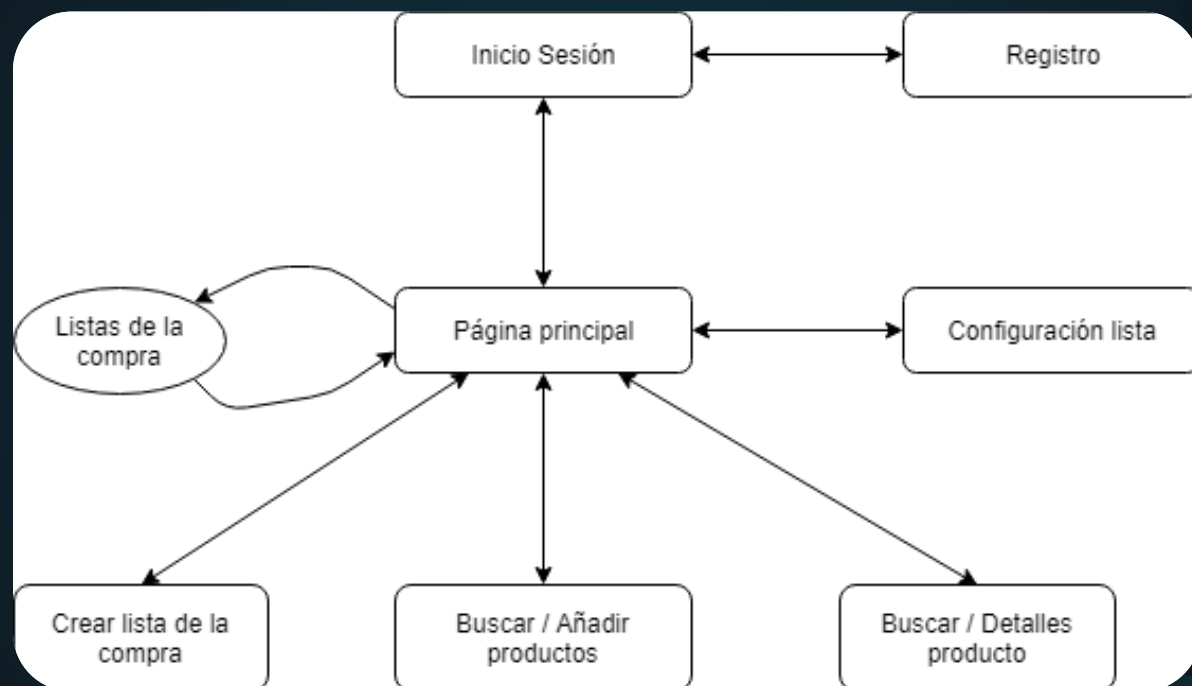 Inicio Sesión
Registro
Listas de la
compra
Página principal
Configuración lista
Crear lista de la
compra
Buscar / Añadir
productos
Buscar / Detalles
producto